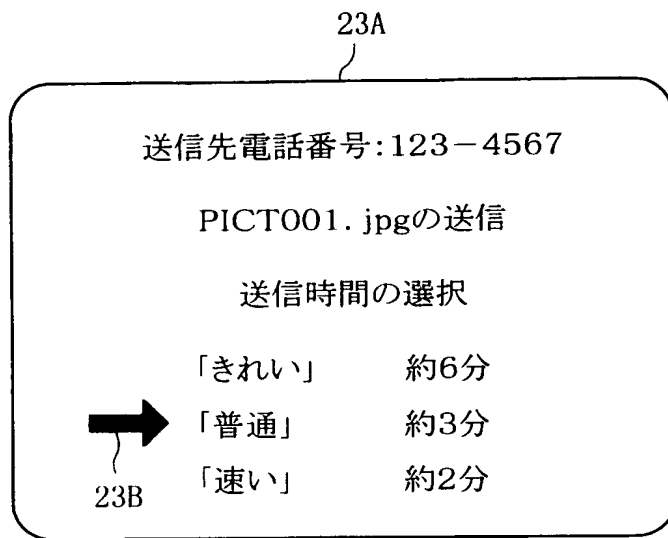 23A
送信先電話番号:123-4567
PICT001.jpgの送信
送信時間の選択
「きれい」 約6分
「普通」 約3分
「速い」 約2分
23B